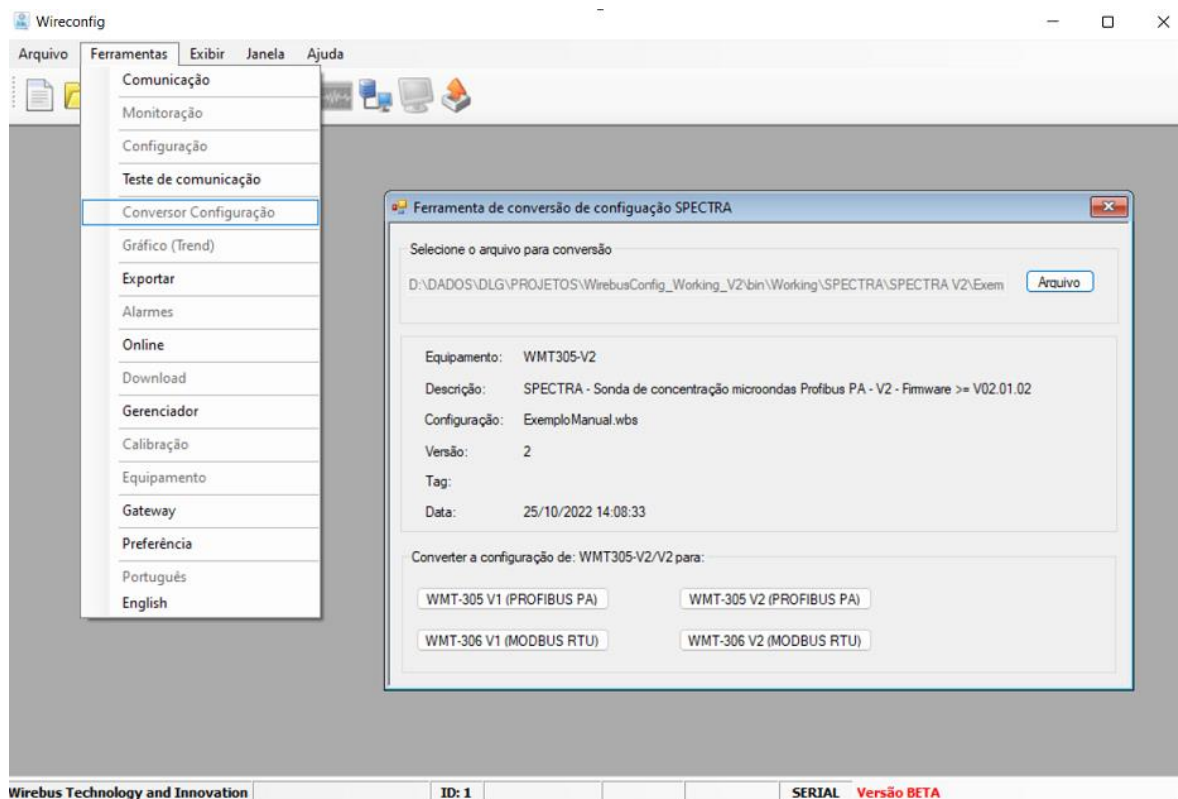 Wireconfig
Arquivo Ferramentas Exibir Janela Ajuda
Comunicação
Monitoração
Configuração
Teste de comunicação
Conversor Configuração
Gráfico (Trend)
Exportar
Alarmes
Online
Download
Gerenciador
Calibração
Equipamento
Gateway
Preferência
Português
English
Ferramenta de conversão de configuação SPECTRA
Selecione o arquivo para conversão
D:\DADOS\DLG\PROJETOS\WirebusConfig_Working_V2\bin\Working\SPECTRA\SPECTRA V2\Exem Arquivo
Equipamento: WMT305-V2
Descrição: SPECTRA - Sonda de concentração microondas Profibus PA - V2 - Firmware >= V02.01.02
Configuração: ExemploManual.wbs
Versão: 2
Tag:
Data: 25/10/2022 14:08:33
Converter a configuração de: WMT305-V2/V2 para:
WMT-305 V1 (PROFIBUS PA) WMT-305 V2 (PROFIBUS PA)
WMT-306 V1 (MODBUS RTU) WMT-306 V2 (MODBUS RTU)
Wirebus Technology and Innovation ID: 1 SERIAL Versão BETA